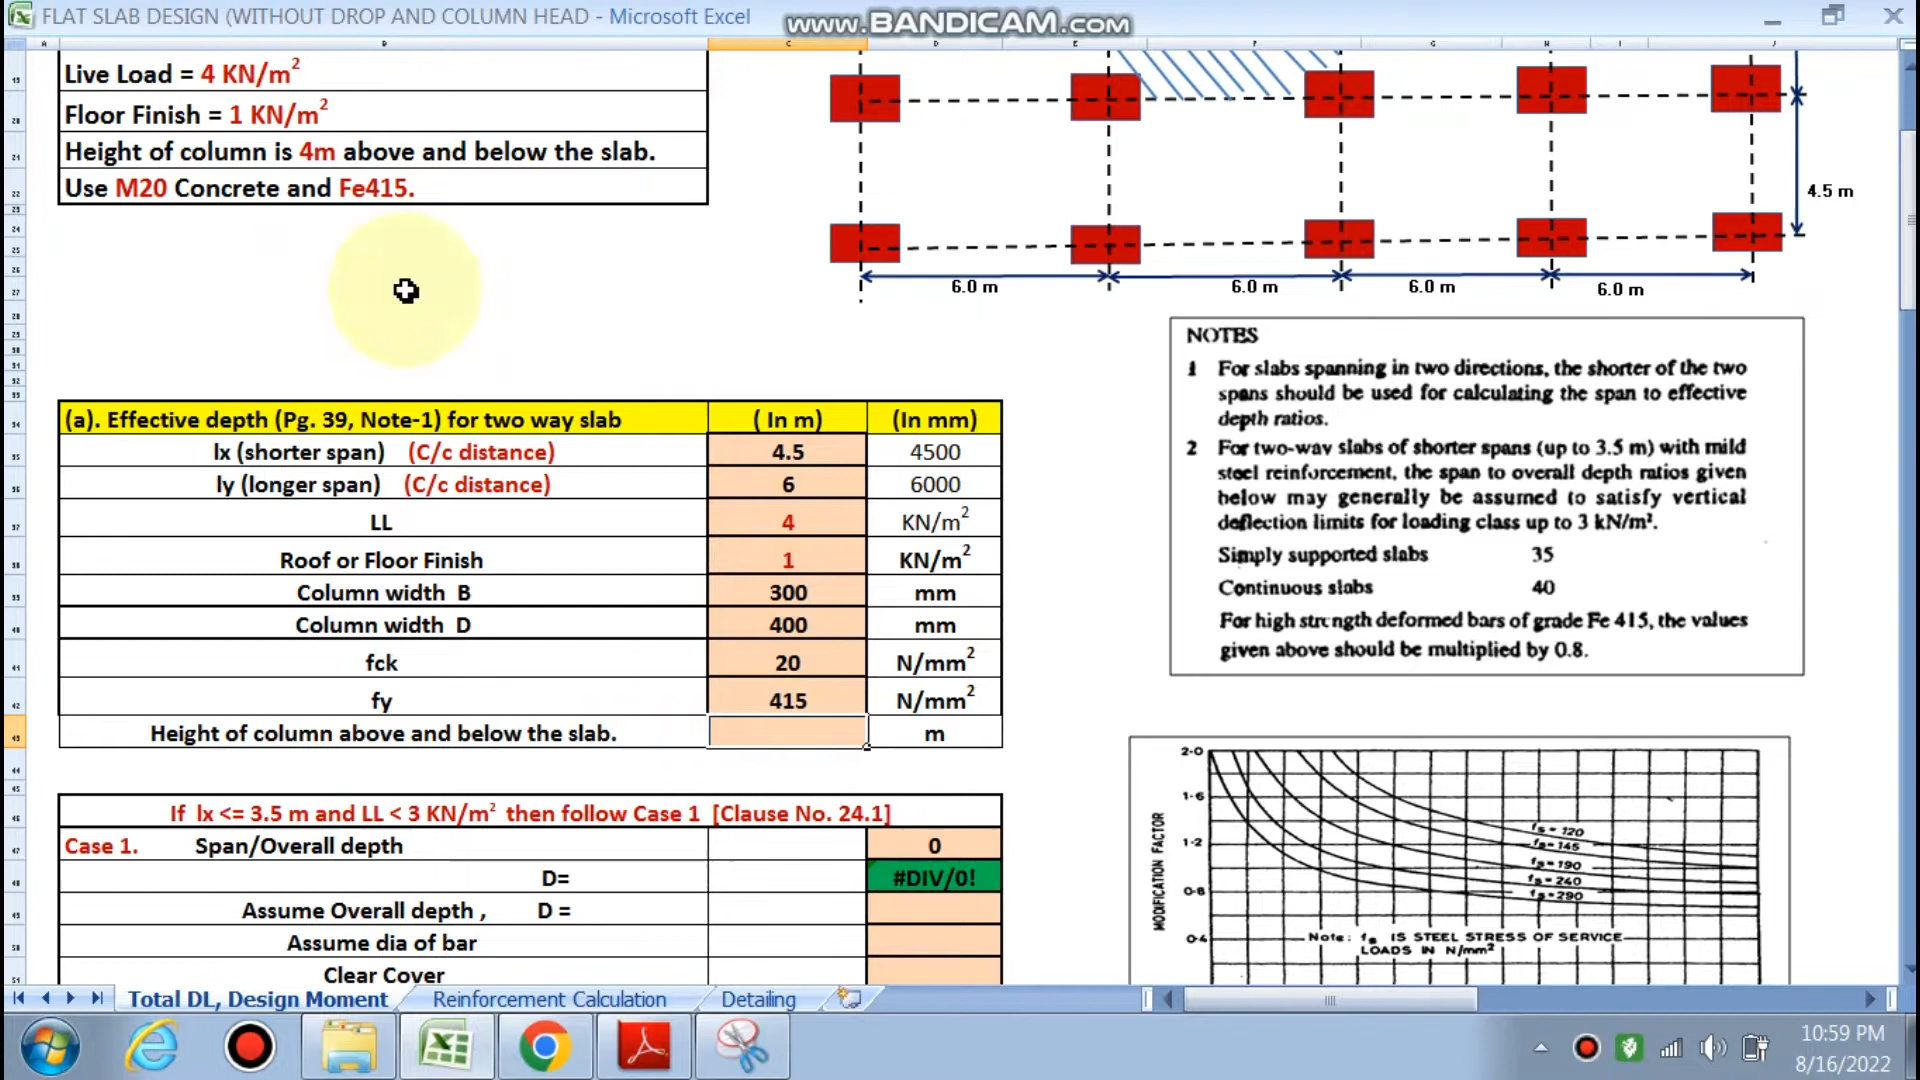 FLAT SLAB DESIGN (WITHOUT DROP AND COLUMN HEAD - Microsoft Excel
WWW.BANDICAM.COM
A B C D E F G H I J
Live Load = 4 KN/m²
Floor Finish = 1 KN/m²
Height of column is 4m above and below the slab.
Use M20 Concrete and Fe415.
4.5 m
6.0 m 6.0 m 6.0 m 6.0 m
(a). Effective depth (Pg. 39, Note-1) for two way slab ( In m) (In mm)
lx (shorter span) (C/c distance) 4.5 4500
ly (longer span) (C/c distance) 6 6000
LL 4 KN/m²
Roof or Floor Finish 1 KN/m²
Column width B 300 mm
Column width D 400 mm
fck 20 N/mm²
fy 415 N/mm²
Height of column above and below the slab. m
If lx <= 3.5 m and LL < 3 KN/m² then follow Case 1 [Clause No. 24.1]
Case 1. Span/Overall depth 0
D= #DIV/0!
Assume Overall depth , D =
Assume dia of bar
Clear Cover
NOTES
1 For slabs spanning in two directions, the shorter of the two
spans should be used for calculating the span to effective
depth ratios.
2 For two-way slabs of shorter spans (up to 3.5 m) with mild
steel reinforcement, the span to overall depth ratios given
below may generally be assumed to satisfy vertical
deflection limits for loading class up to 3 kN/m².
Simply supported slabs 35
Continuous slabs 40
For high strength deformed bars of grade Fe 415, the values
given above should be multiplied by 0.8.
MODIFICATION FACTOR
2·0
1·6
1·2
0·8
0·4
fs = 120
fs = 145
fs = 190
fs = 240
fs = 290
Note: fs IS STEEL STRESS OF SERVICE
LOADS IN N/mm²
Total DL, Design Moment Reinforcement Calculation Detailing
10:59 PM
8/16/2022